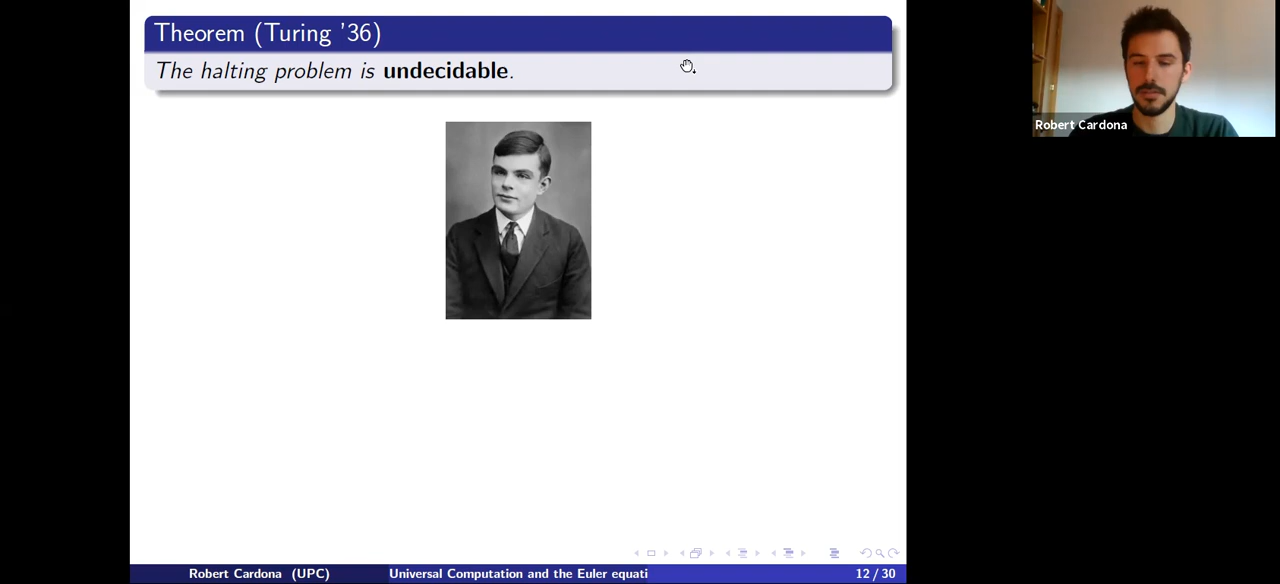 Theorem (Turing '36)
The halting problem is undecidable.
Robert Cardona
Robert Cardona (UPC)
Universal Computation and the Euler equati
12 / 30